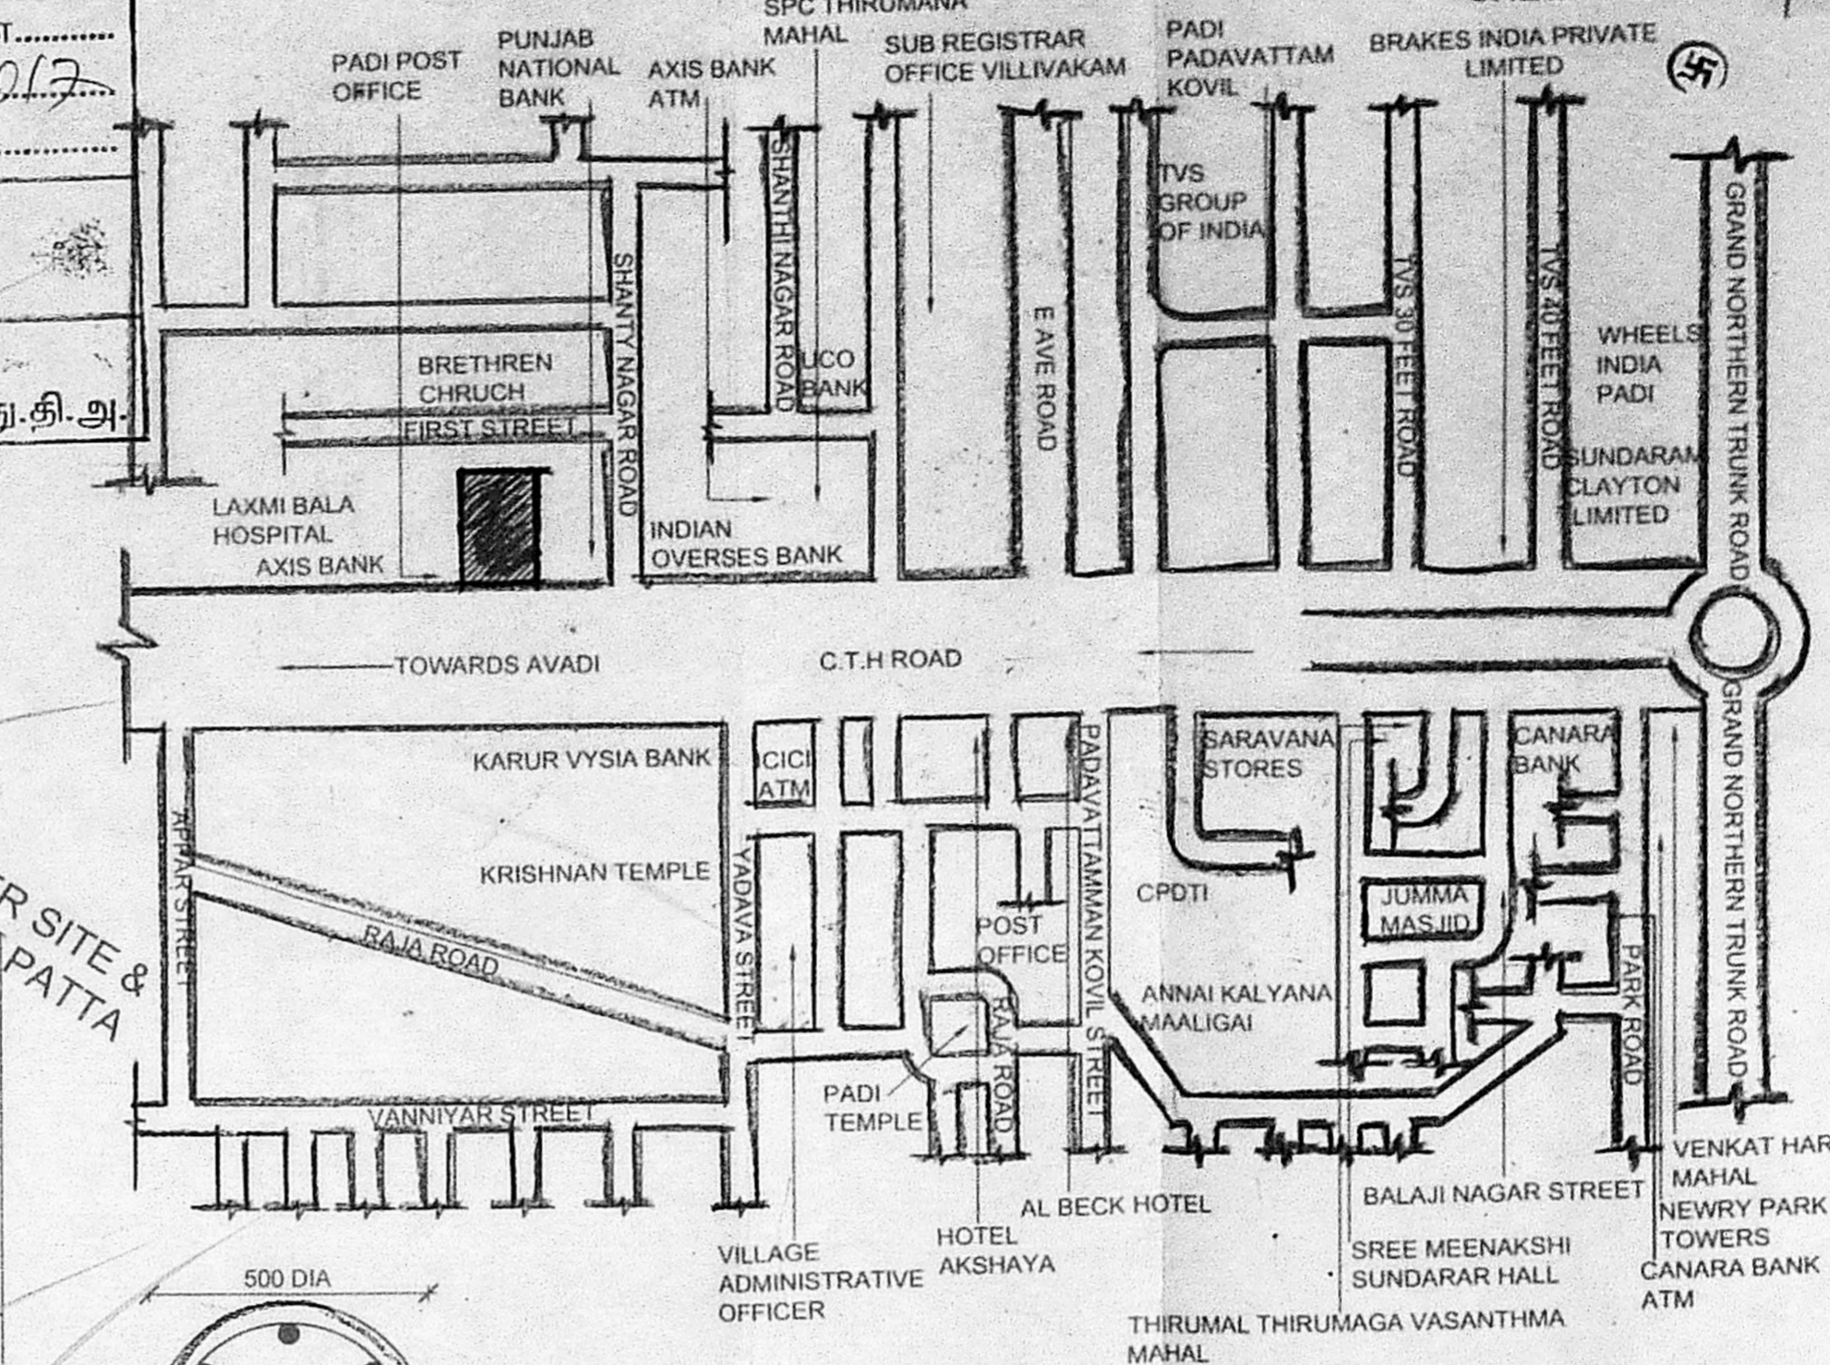 SPC THIRUMANA
MAHAL
PUNJAB
NATIONAL
BANK
PADI POST
OFFICE
AXIS BANK
ATM
SUB REGISTRAR
OFFICE VILLIVAKAM
PADI
PADAVATTAM
KOVIL
BRAKES INDIA PRIVATE
LIMITED
SHANTHI NAGAR ROAD
TVS
GROUP
OF INDIA
GRAND NORTHERN TRUNK ROAD
SHANTY NAGAR ROAD
E AVE ROAD
TVS 30 FEET ROAD
TVS 40 FEET ROAD
WHEELS
INDIA
PADI
BRETHREN
CHRUCH
UCO
BANK
து.தி.அ.
FIRST STREET
SUNDARAM
CLAYTON
LIMITED
LAXMI BALA
HOSPITAL
AXIS BANK
INDIAN
OVERSES BANK
TOWARDS AVADI
C.T.H ROAD
KARUR VYSIA BANK
ICICI
ATM
PADAVATTAMMAN KOVIL STREET
SARAVANA
STORES
CANARA
BANK
GRAND NORTHERN TRUNK ROAD
APPAR STREET
KRISHNAN TEMPLE
YADAVA STREET
CPDTI
JUMMA
MASJID
R SITE &
PATTA
RAJA ROAD
POST
OFFICE
RAJA ROAD
ANNAI KALYANA
MAALIGAI
PARK ROAD
PADI
TEMPLE
VANNIYAR STREET
VENKAT HAR
MAHAL
AL BECK HOTEL
BALAJI NAGAR STREET
NEWRY PARK
TOWERS
HOTEL
AKSHAYA
VILLAGE
ADMINISTRATIVE
OFFICER
SREE MEENAKSHI
SUNDARAR HALL
CANARA BANK
ATM
500 DIA
THIRUMAL THIRUMAGA VASANTHMA
MAHAL